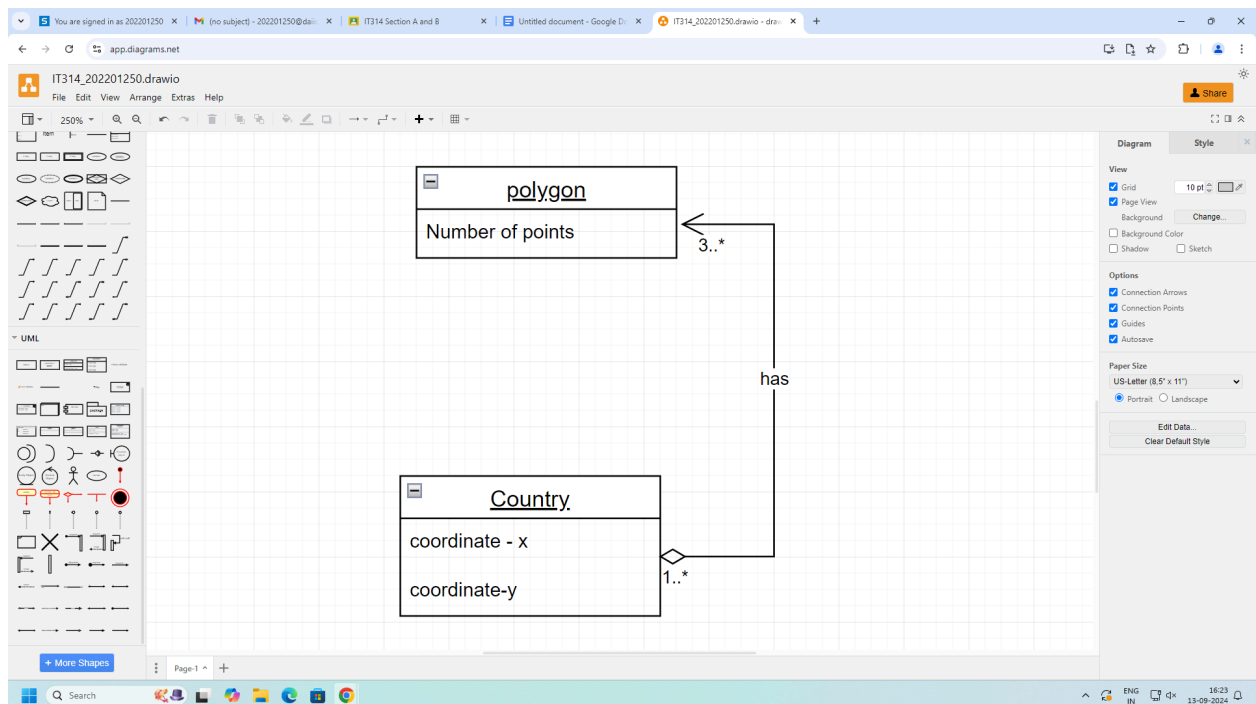 You are signed in as 202201250
(no subject) - 202201250@daiic
IT314 Section A and B
Untitled document - Google Do
IT314_202201250.drawio - draw
app.diagrams.net
IT314_202201250.drawio
File Edit View Arrange Extras Help
Share
250%
Item
UML
+ More Shapes
polygon
Number of points
3..*
has
Country
coordinate - x
coordinate-y
1..*
Page-1
Diagram Style
View
Grid 10 pt
Page View
Background Change...
Background Color
Shadow Sketch
Options
Connection Arrows
Connection Points
Guides
Autosave
Paper Size
US-Letter (8,5" x 11")
Portrait Landscape
Edit Data...
Clear Default Style
Search
ENG
IN
16:23
13-09-2024